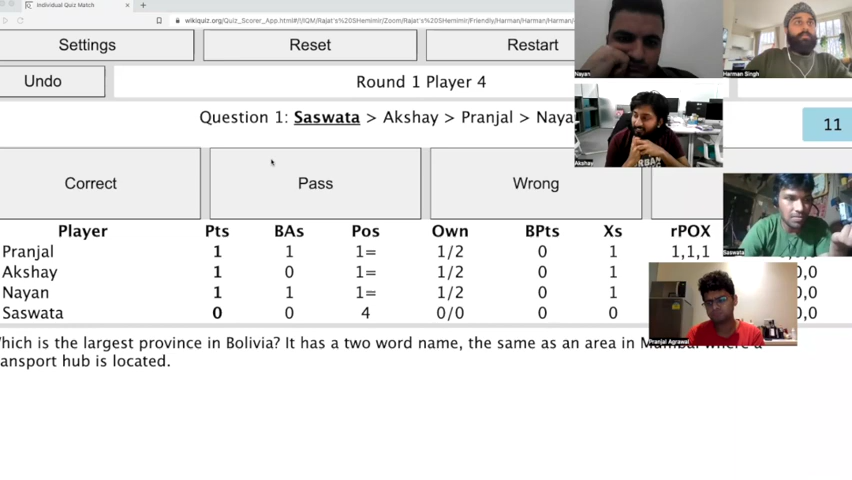 Individual Quiz Match
wikiquiz.org/Quiz_Scorer_App.html#/I/IQM/Rajat's%20SHemimir/Zoom/Rajat's%20SHemimir/Friendly/Harman/Harman/Harman/
Settings Reset Restart
Undo Round 1 Player 4
Question 1: Saswata > Akshay > Pranjal > Naya
11
Correct Pass Wrong
Player Pts BAs Pos Own BPts Xs rPOX
Pranjal 1 1 1= 1/2 0 1 1,1,1
Akshay 1 0 1= 1/2 0 1 0,0
Nayan 1 1 1= 1/2 0 1 0,0
Saswata 0 0 4 0/0 0 0 0,0
hich is the largest province in Bolivia? It has a two word name, the same as an area in Mumbai where a
ansport hub is located.
Nayan
Harman Singh
Akshay
Saswata
Pranjal Agrawal